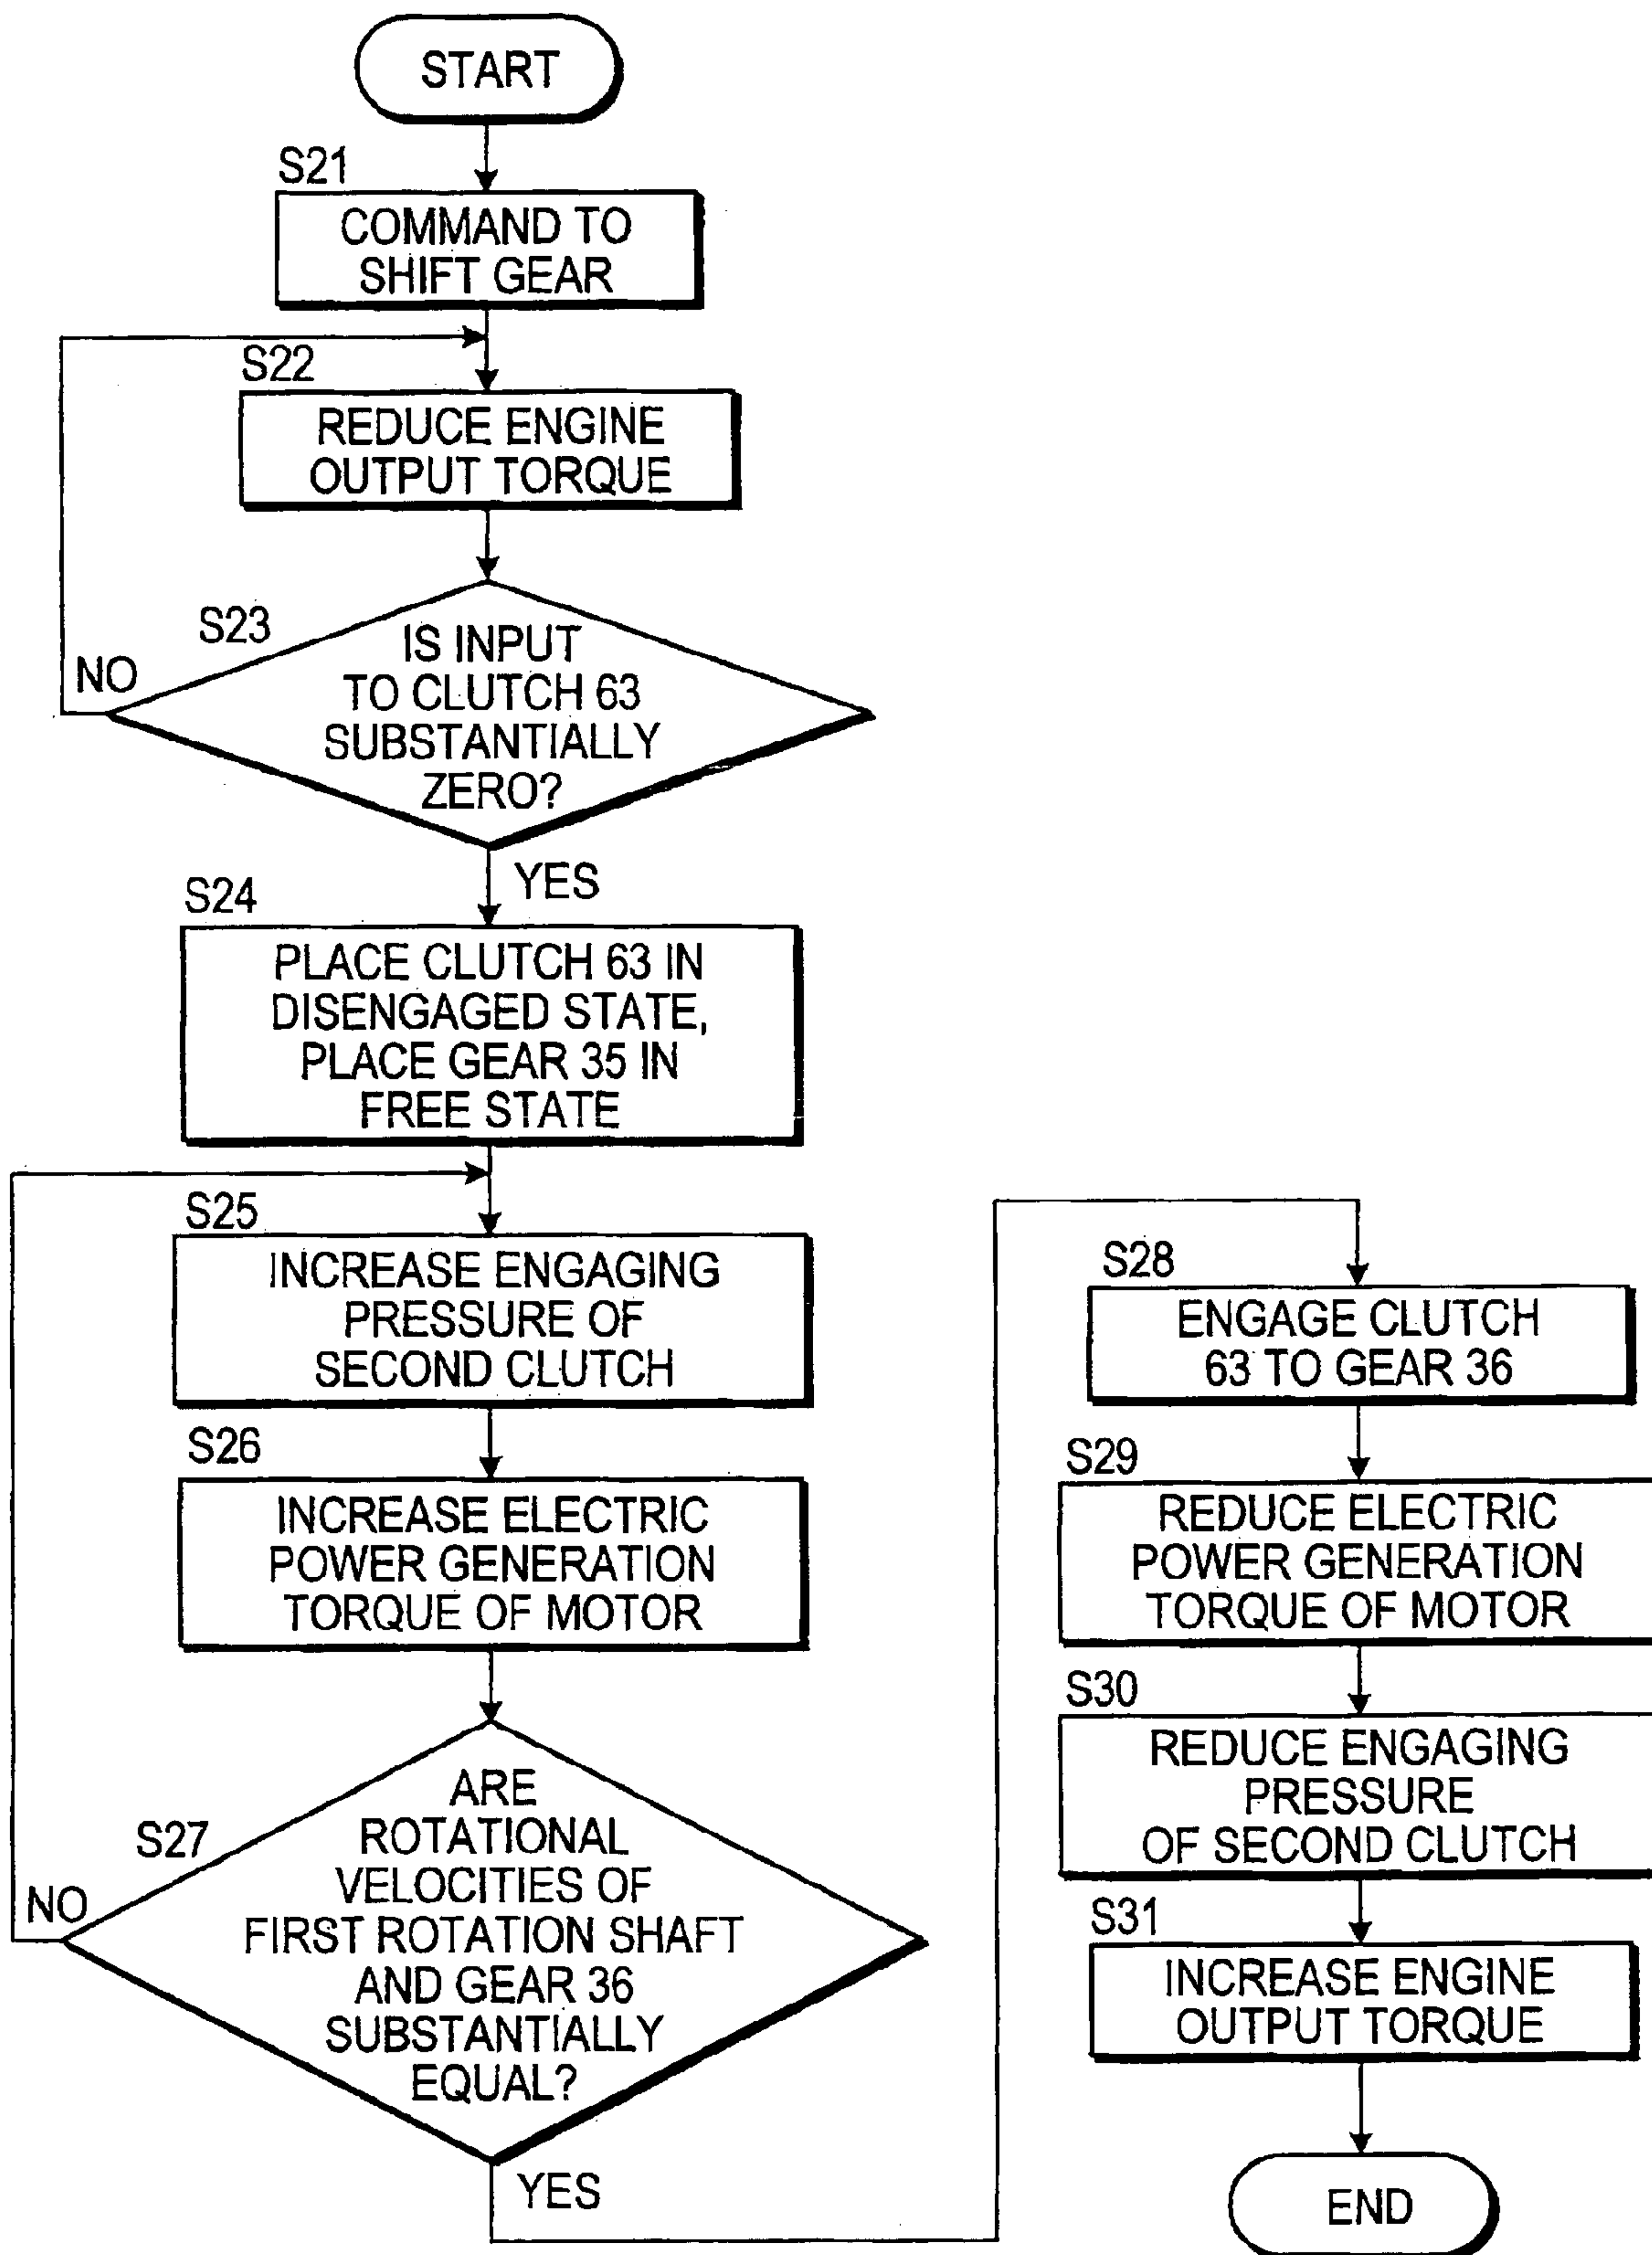 START
S21
COMMAND TO
SHIFT GEAR
S22
REDUCE ENGINE
OUTPUT TORQUE
S23
IS INPUT
TO CLUTCH 63
SUBSTANTIALLY
ZERO?
NO
YES
S24
PLACE CLUTCH 63 IN
DISENGAGED STATE,
PLACE GEAR 35 IN
FREE STATE
S25
INCREASE ENGAGING
PRESSURE OF
SECOND CLUTCH
S26
INCREASE ELECTRIC
POWER GENERATION
TORQUE OF MOTOR
S27
ARE
ROTATIONAL
VELOCITIES OF
FIRST ROTATION SHAFT
AND GEAR 36
SUBSTANTIALLY
EQUAL?
NO
YES
S28
ENGAGE CLUTCH
63 TO GEAR 36
S29
REDUCE ELECTRIC
POWER GENERATION
TORQUE OF MOTOR
S30
REDUCE ENGAGING
PRESSURE
OF SECOND CLUTCH
S31
INCREASE ENGINE
OUTPUT TORQUE
END